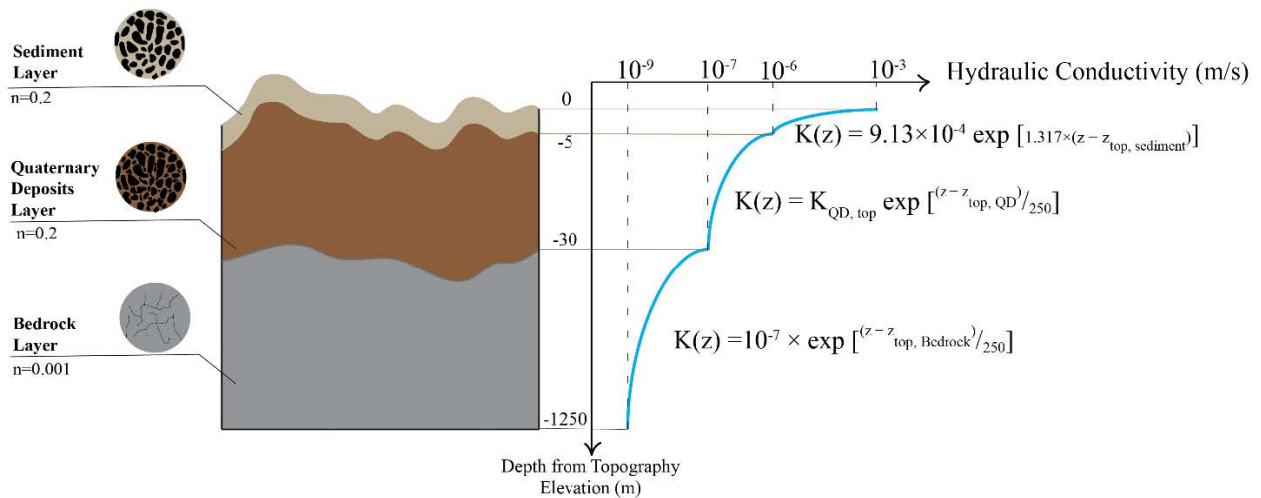 Sediment
Layer
n=0.2
Quaternary
Deposits
Layer
n=0.2
Bedrock
Layer
n=0.001
10-9
10-7
10-6
10-3
Hydraulic Conductivity (m/s)
0
-5
-30
-1250
K(z) = 9.13×10-4 exp [1.317×(z – ztop, sediment)]
K(z) = KQD, top exp [(z – ztop, QD)/250]
K(z) =10-7 × exp [(z – ztop, Bedrock)/250]
Depth from Topography
Elevation (m)